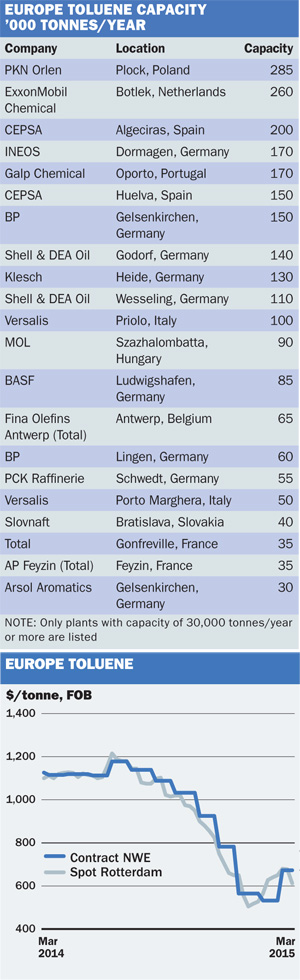 EUROPE TOLUENE CAPACITY
'000 TONNES/YEAR
Company Location Capacity
PKN Orlen Plock, Poland 285
ExxonMobil Botlek, Netherlands 260
Chemical
CEPSA Algeciras, Spain 200
INEOS Dormagen, Germany 170
Galp Chemical Oporto, Portugal 170
CEPSA Huelva, Spain 150
BP Gelsenkirchen, 150
Germany
Shell & DEA Oil Godorf, Germany 140
Klesch Heide, Germany 130
Shell & DEA Oil Wesseling, Germany 110
Versalis Priolo, Italy 100
MOL Szazhalombatta, 90
Hungary
BASF Ludwigshafen, 85
Germany
Fina Olefins Antwerp, Belgium 65
Antwerp (Total)
BP Lingen, Germany 60
PCK Raffinerie Schwedt, Germany 55
Versalis Porto Marghera, Italy 50
Slovnaft Bratislava, Slovakia 40
Total Gonfreville, France 35
AP Feyzin (Total) Feyzin, France 35
Arsol Aromatics Gelsenkirchen, 30
Germany
NOTE: Only plants with capacity of 30,000 tonnes/year
or more are listed
EUROPE TOLUENE
$/tonne, FOB
1,400
1,200
1,000
800
600
400
Contract NWE
Spot Rotterdam
Mar Mar
2014 2015